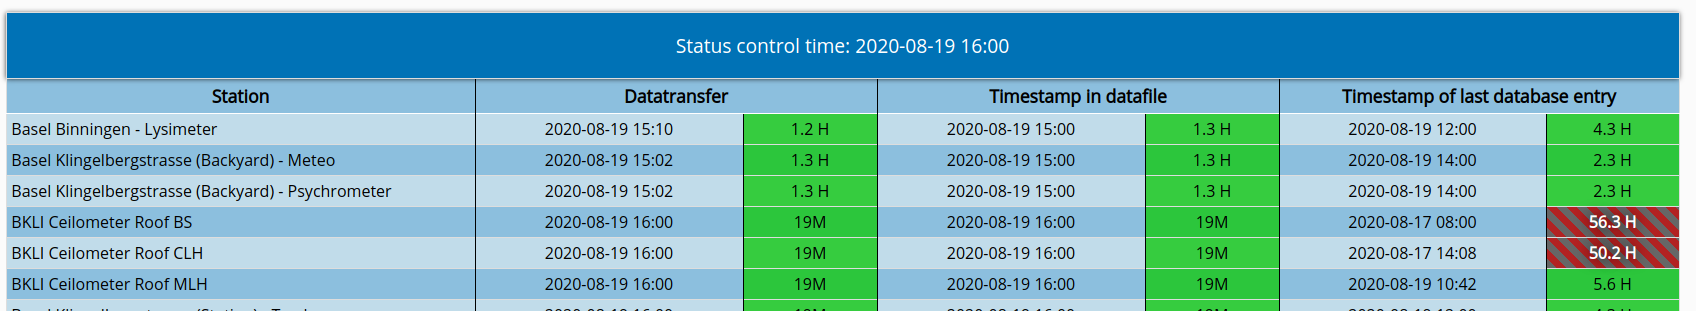 Status control time: 2020-08-19 16:00
Station Datatransfer Timestamp in datafile Timestamp of last database entry
Basel Binningen - Lysimeter 2020-08-19 15:10 1.2 H 2020-08-19 15:00 1.3 H 2020-08-19 12:00 4.3 H
Basel Klingelbergstrasse (Backyard) - Meteo 2020-08-19 15:02 1.3 H 2020-08-19 15:00 1.3 H 2020-08-19 14:00 2.3 H
Basel Klingelbergstrasse (Backyard) - Psychrometer 2020-08-19 15:02 1.3 H 2020-08-19 15:00 1.3 H 2020-08-19 14:00 2.3 H
BKLI Ceilometer Roof BS 2020-08-19 16:00 19M 2020-08-19 16:00 19M 2020-08-17 08:00 56.3 H
BKLI Ceilometer Roof CLH 2020-08-19 16:00 19M 2020-08-19 16:00 19M 2020-08-17 14:08 50.2 H
BKLI Ceilometer Roof MLH 2020-08-19 16:00 19M 2020-08-19 16:00 19M 2020-08-19 10:42 5.6 H